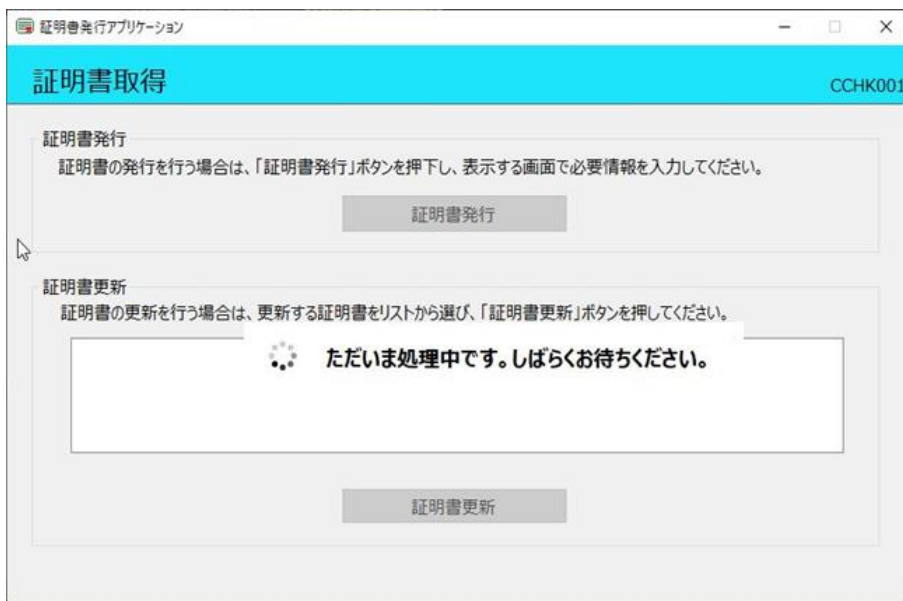 証明書発行アプリケーション
証明書取得
CCHK001
証明書発行
証明書の発行を行う場合は、「証明書発行」ボタンを押下し、表示する画面で必要情報を入力してください。
証明書発行
証明書更新
証明書の更新を行う場合は、更新する証明書をリストから選び、「証明書更新」ボタンを押してください。
ただいま処理中です。しばらくお待ちください。
証明書更新